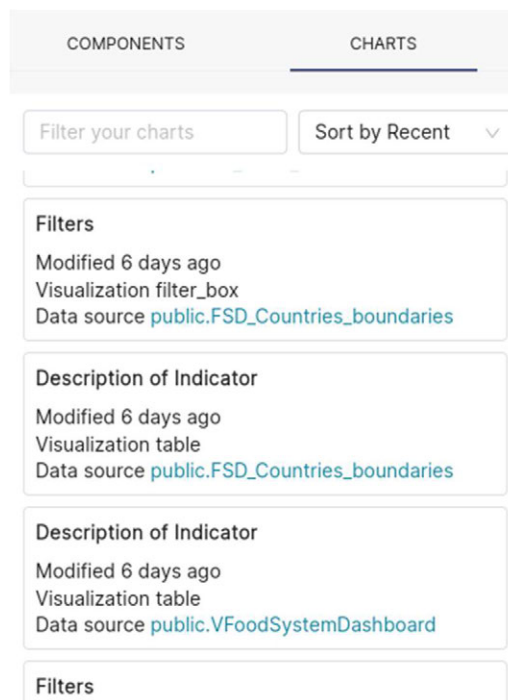 COMPONENTS CHARTS
Filter your charts Sort by Recent
Filters
Modified 6 days ago
Visualization filter_box
Data source public.FSD_Countries_boundaries
Description of Indicator
Modified 6 days ago
Visualization table
Data source public.FSD_Countries_boundaries
Description of Indicator
Modified 6 days ago
Visualization table
Data source public.VFoodSystemDashboard
Filters